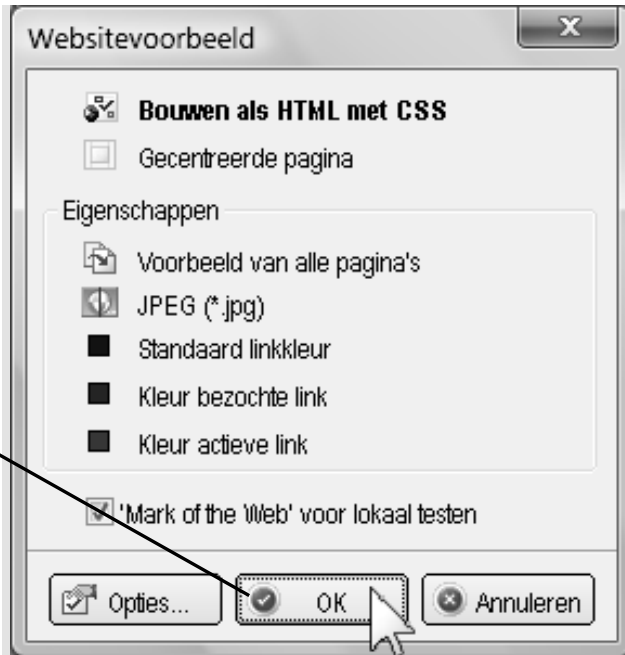 Websitevoorbeeld
Bouwen als HTML met CSS
Gecentreerde pagina
Eigenschappen
Voorbeeld van alle pagina's
JPEG (*.jpg)
Standaard linkkleur
Kleur bezochte link
Kleur actieve link
'Mark of the Web' voor lokaal testen
Opties... OK Annuleren